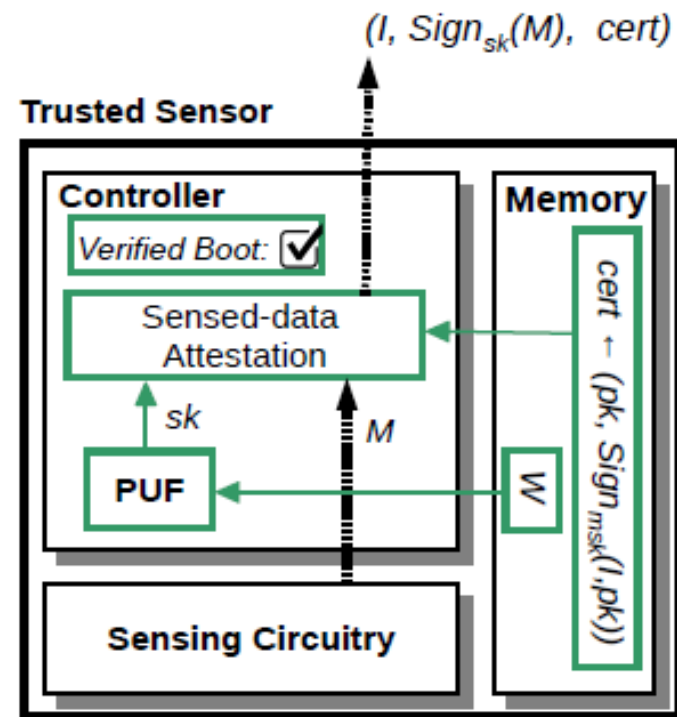 (I, Sign_sk(M), cert)
Trusted Sensor
Controller
Verified Boot:
Sensed-data
Attestation
sk
M
PUF
Sensing Circuitry
Memory
W
cert ← (pk, Sign_msk(I,pk))